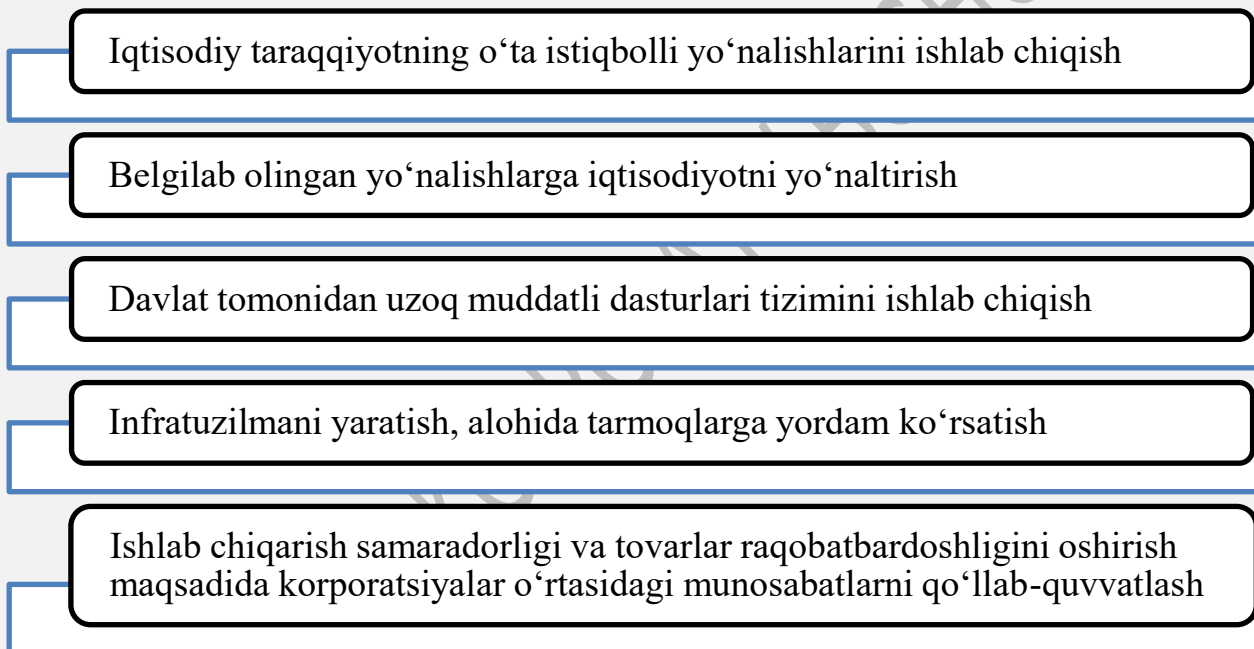 Iqtisodiy taraqqiyotning o‘ta istiqbolli yo‘nalishlarini ishlab chiqish
Belgilab olingan yo‘nalishlarga iqtisodiyotni yo‘naltirish
Davlat tomonidan uzoq muddatli dasturlari tizimini ishlab chiqish
Infratuzilmani yaratish, alohida tarmoqlarga yordam ko‘rsatish
Ishlab chiqarish samaradorligi va tovarlar raqobatbardoshligini oshirish
maqsadida korporatsiyalar o‘rtasidagi munosabatlarni qo‘llab-quvvatlash